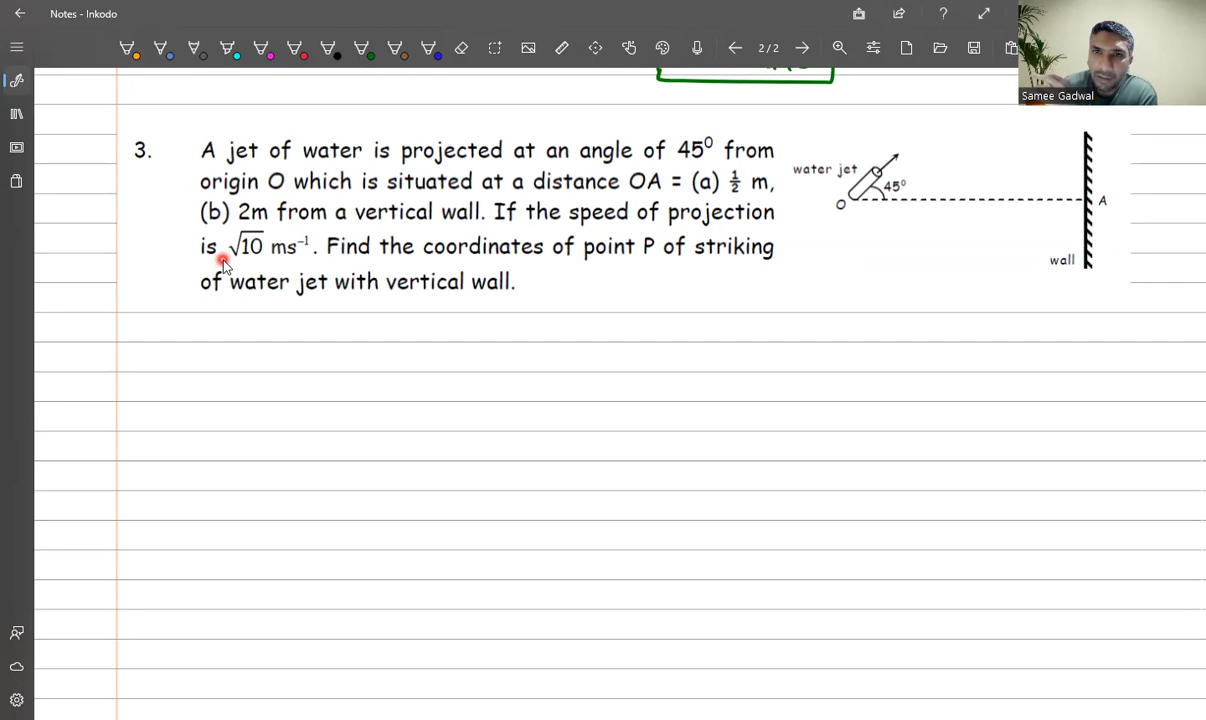 Notes - Inkodo
2/2
Samee Gadwal
3. A jet of water is projected at an angle of 45⁰ from
origin O which is situated at a distance OA = (a) ½ m,
(b) 2m from a vertical wall. If the speed of projection
is √10 ms⁻¹. Find the coordinates of point P of striking
of water jet with vertical wall.
water jet
45⁰
O
A
wall